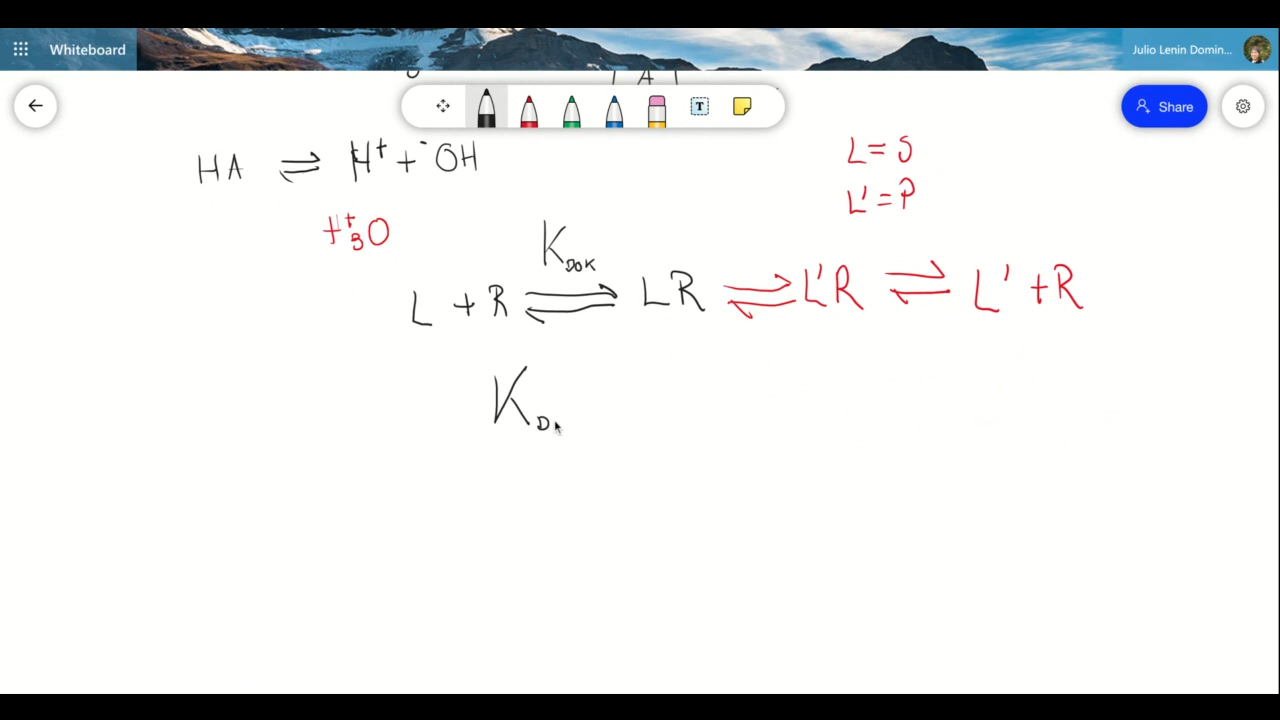 Whiteboard
Julio Lenin Domin...
A
T
Share
HA ⇌ H⁺ + ⁻OH
L = S
L' = P
H⁺₃O
K_DOK
L + R ⇌ LR ⇌ L'R ⇌ L' + R
K_D